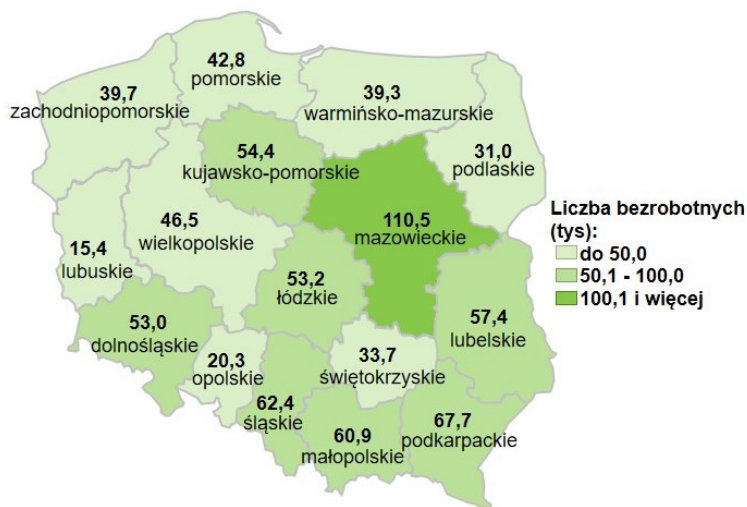 42,8
pomorskie
39,7
zachodniopomorskie
39,3
warmińsko-mazurskie
31,0
podlaskie
54,4
kujawsko-pomorskie
46,5
wielkopolskie
110,5
mazowieckie
15,4
lubuskie
53,2
łódzkie
53,0
dolnośląskie
57,4
lubelskie
20,3
opolskie
33,7
świętokrzyskie
62,4
śląskie
60,9
małopolskie
67,7
podkarpackie
Liczba bezrobotnych
(tys):
do 50,0
50,1 - 100,0
100,1 i więcej